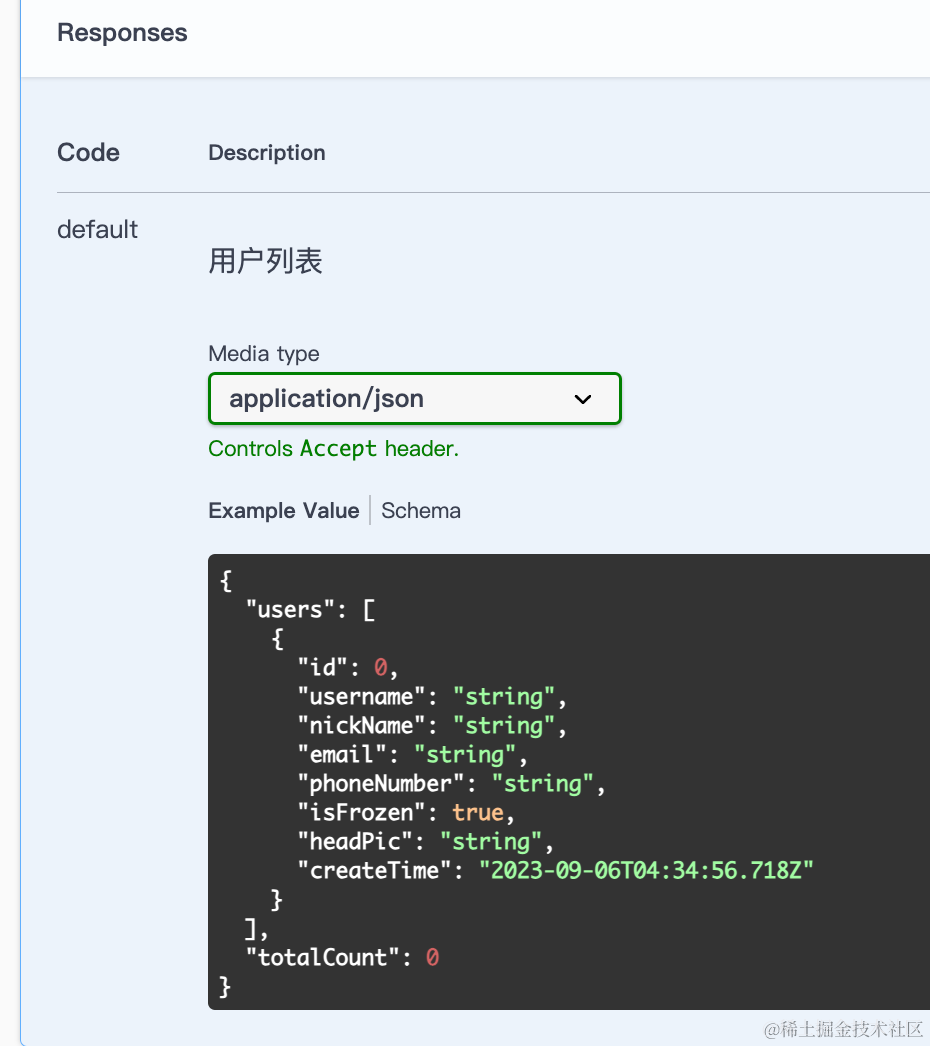 Responses
Code Description
default
用户列表
Media type
application/json
Controls Accept header.
Example Value Schema
{
  "users": [
    {
      "id": 0,
      "username": "string",
      "nickName": "string",
      "email": "string",
      "phoneNumber": "string",
      "isFrozen": true,
      "headPic": "string",
      "createTime": "2023-09-06T04:34:56.718Z"
    }
  ],
  "totalCount": 0
}
@稀土掘金技术社区